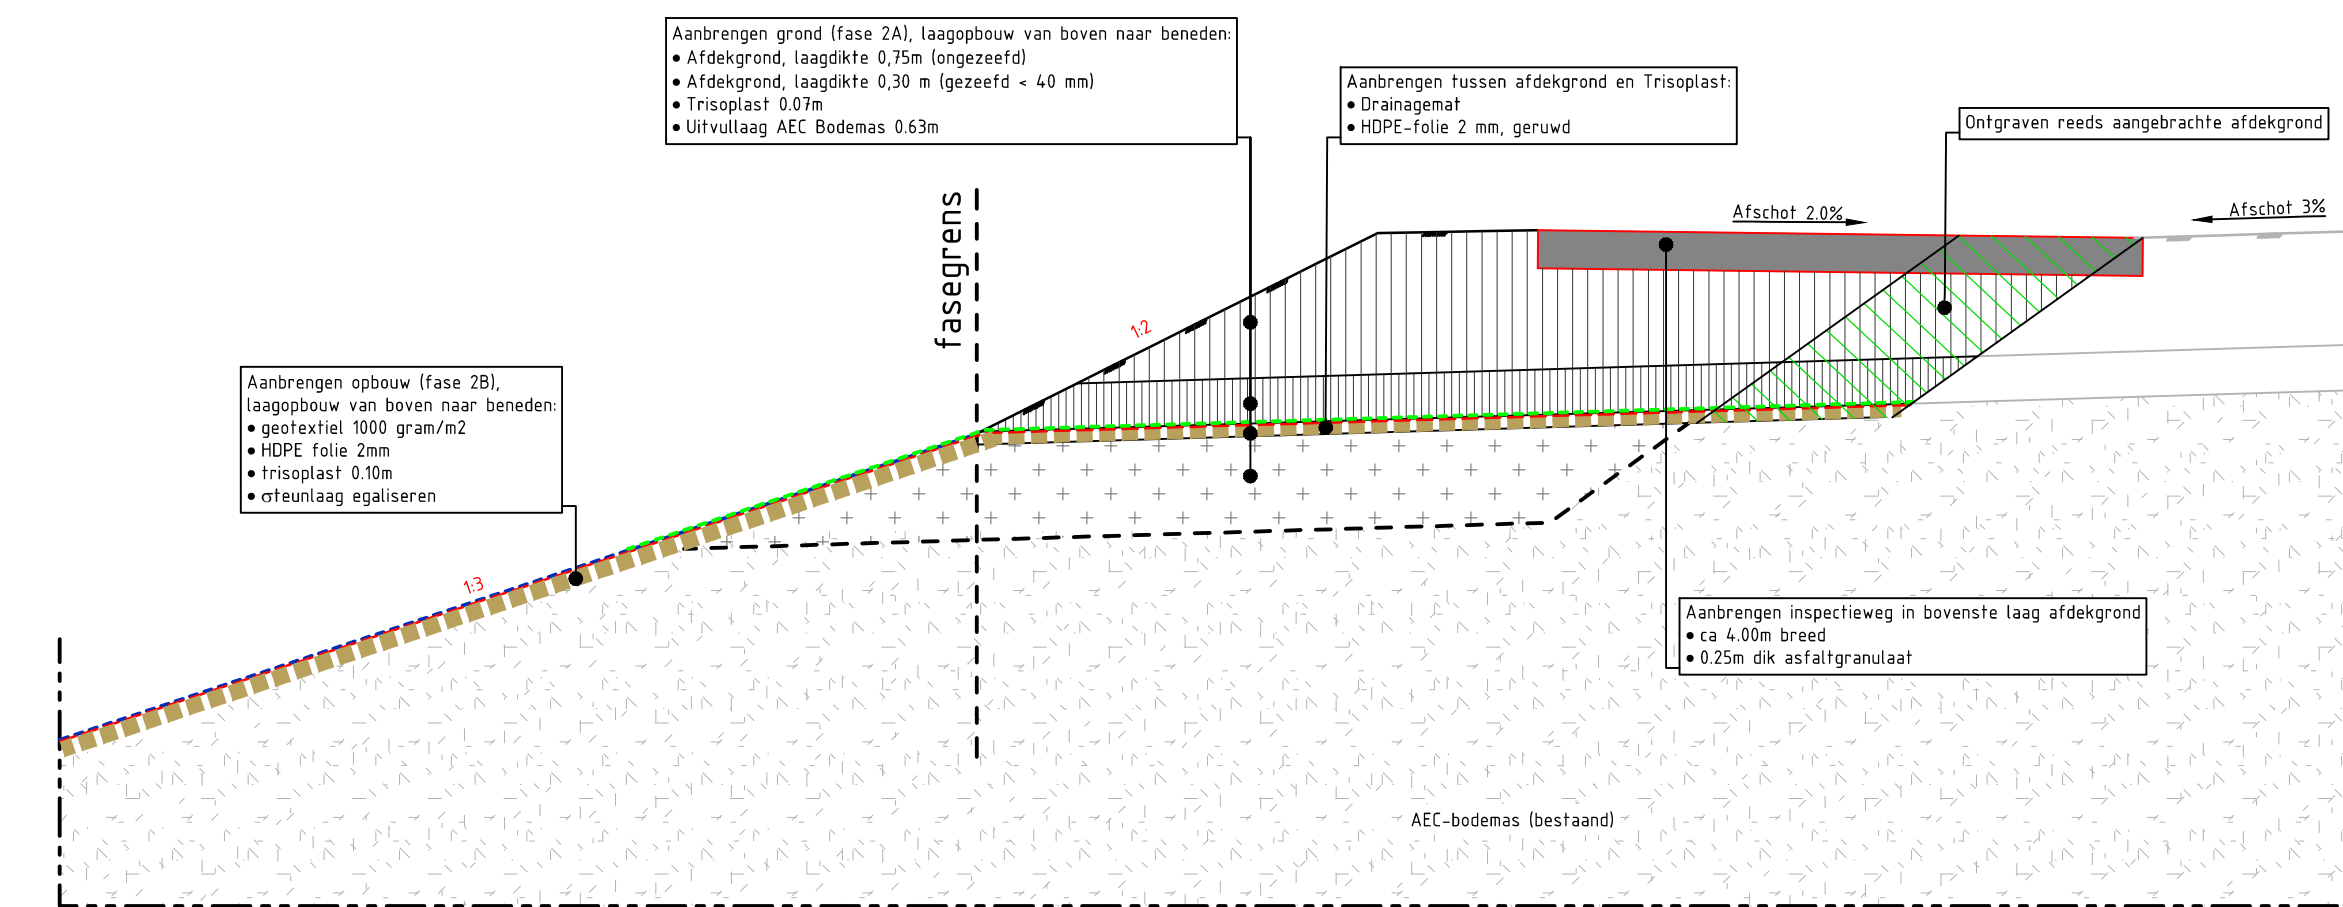 Aanbrengen grond (fase 2A), laagopbouw van boven naar beneden:
● Afdekgrond, laagdikte 0,75m (ongezeefd)
● Afdekgrond, laagdikte 0,30 m (gezeefd < 40 mm)
● Trisoplast 0.07m
● Uitvullaag AEC Bodemas 0.63m
Aanbrengen tussen afdekgrond en Trisoplast:
● Drainagemat
● HDPE-folie 2 mm, geruwd
Ontgraven reeds aangebrachte afdekgrond
Afschot 2.0%
Afschot 3%
fasegrens
1:2
Aanbrengen opbouw (fase 2B),
laagopbouw van boven naar beneden:
● geotextiel 1000 gram/m2
● HDPE folie 2mm
● trisoplast 0.10m
● σteunlaag egaliseren
1:3
Aanbrengen inspectieweg in bovenste laag afdekgrond
● ca 4.00m breed
● 0.25m dik asfaltgranulaat
AEC-bodemas (bestaand)